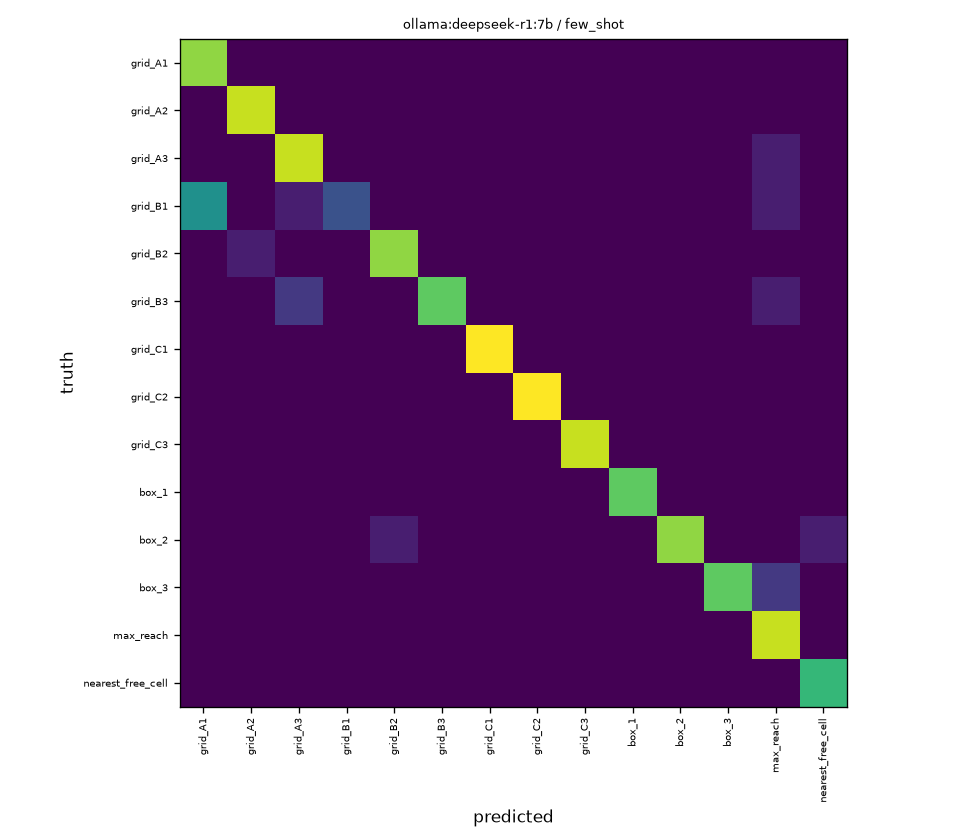 ollama:deepseek-r1:7b / few_shot
truth
grid_A1
grid_A2
grid_A3
grid_B1
grid_B2
grid_B3
grid_C1
grid_C2
grid_C3
box_1
box_2
box_3
max_reach
nearest_free_cell
grid_A1
grid_A2
grid_A3
grid_B1
grid_B2
grid_B3
grid_C1
grid_C2
grid_C3
box_1
box_2
box_3
max_reach
nearest_free_cell
predicted